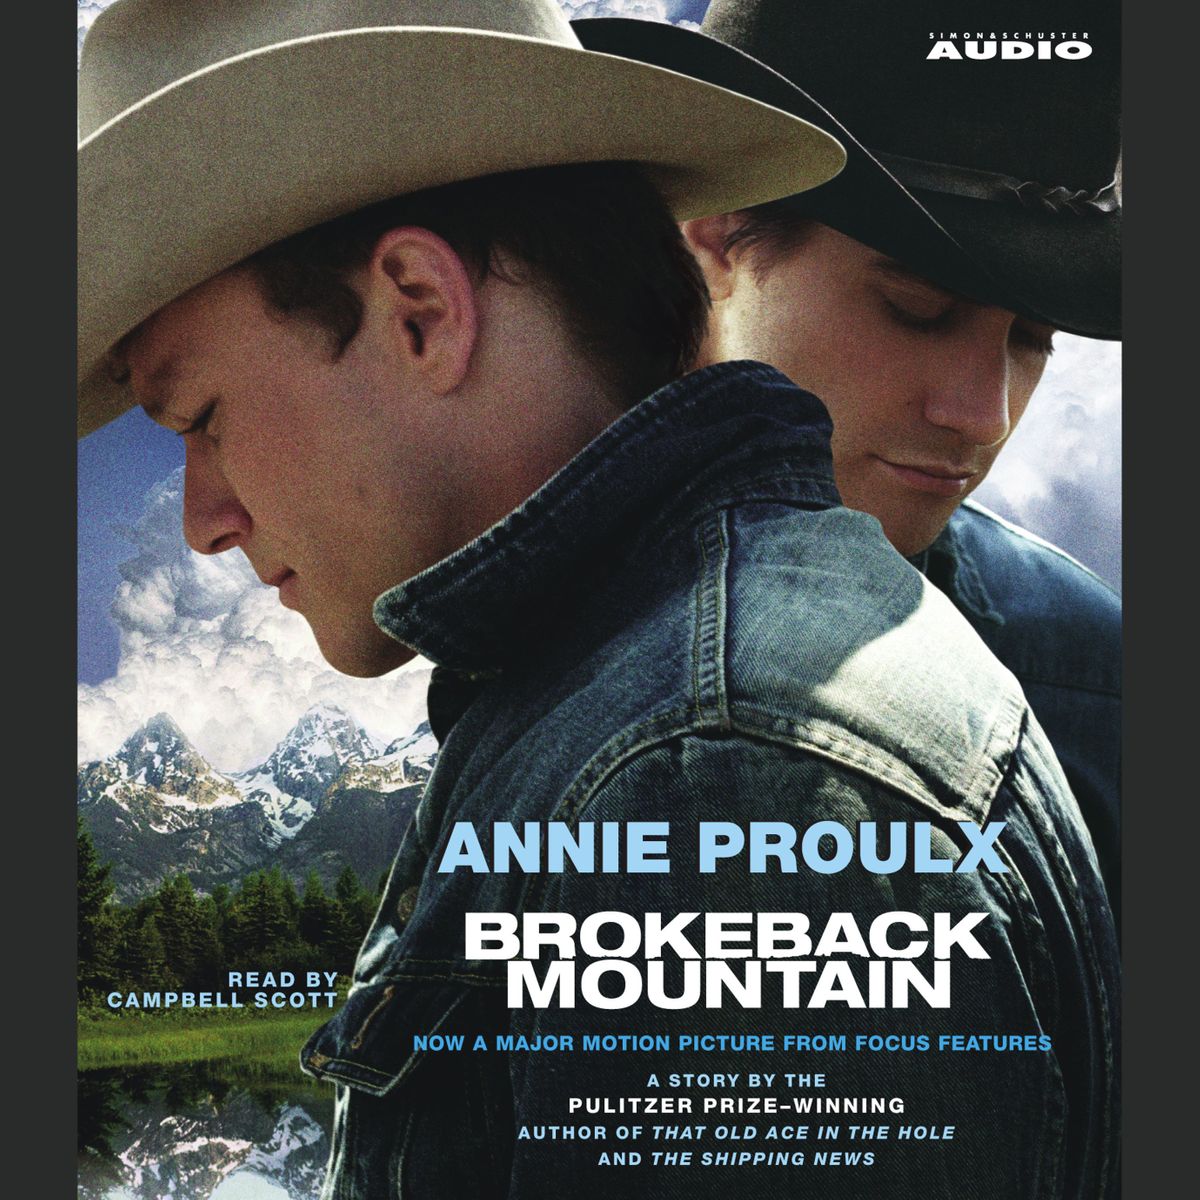 SIMON & SCHUSTER
AUDIO
ANNIE PROULX
BROKEBACK
MOUNTAIN
READ BY
CAMPBELL SCOTT
NOW A MAJOR MOTION PICTURE FROM FOCUS FEATURES
A STORY BY THE
PULITZER PRIZE–WINNING
AUTHOR OF THAT OLD ACE IN THE HOLE
AND THE SHIPPING NEWS